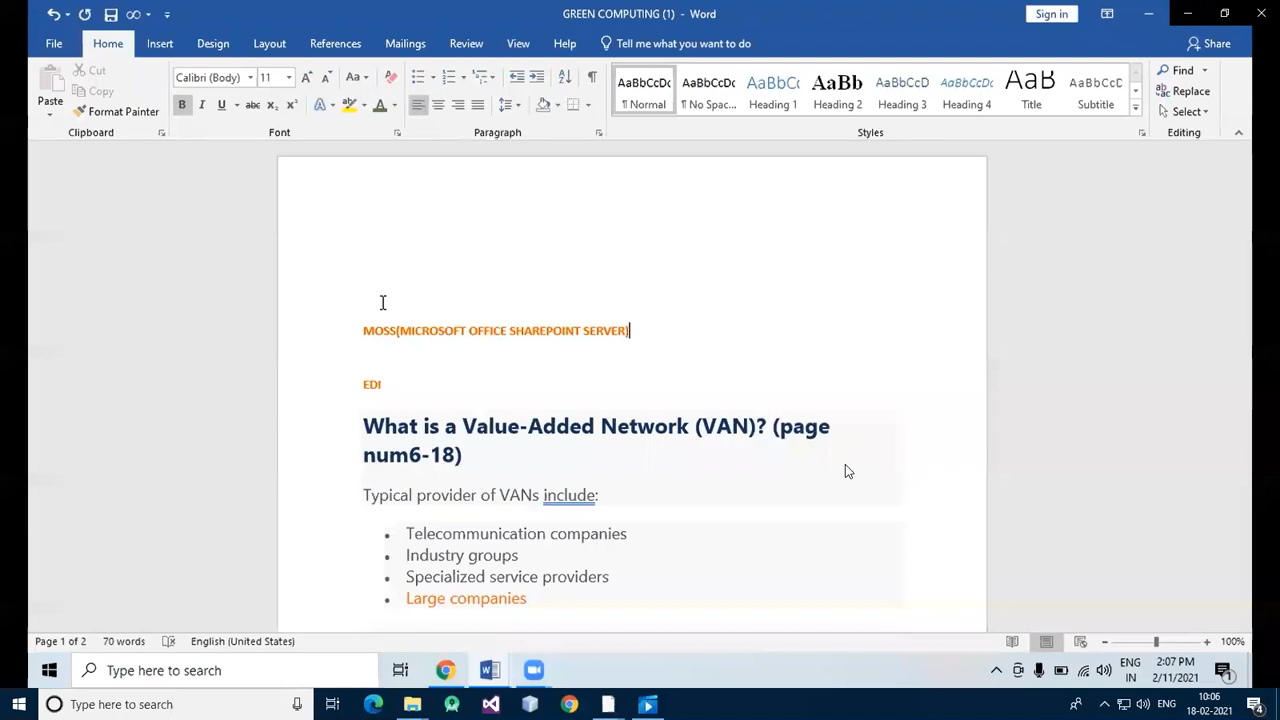 GREEN COMPUTING (1) - Word
Sign in
File Home Insert Design Layout References Mailings Review View Help Tell me what you want to do Share
Paste
Cut
Copy
Format Painter
Clipboard
Calibri (Body) 11
Font
Paragraph
AaBbCcDc AaBbCcDc AaBbCc AaBb AaBbCcD AaBbCcDc AaB AaBbCcD
¶ Normal ¶ No Spac... Heading 1 Heading 2 Heading 3 Heading 4 Title Subtitle
Styles
Find
Replace
Select
Editing
MOSS(MICROSOFT OFFICE SHAREPOINT SERVER)
EDI
What is a Value-Added Network (VAN)? (page
num6-18)
Typical provider of VANs include:
• Telecommunication companies
• Industry groups
• Specialized service providers
• Large companies
Page 1 of 2 70 words English (United States) 100%
Type here to search
ENG
IN
2:07 PM
2/11/2021
1
Type here to search
ENG
10:06
18-02-2021
4